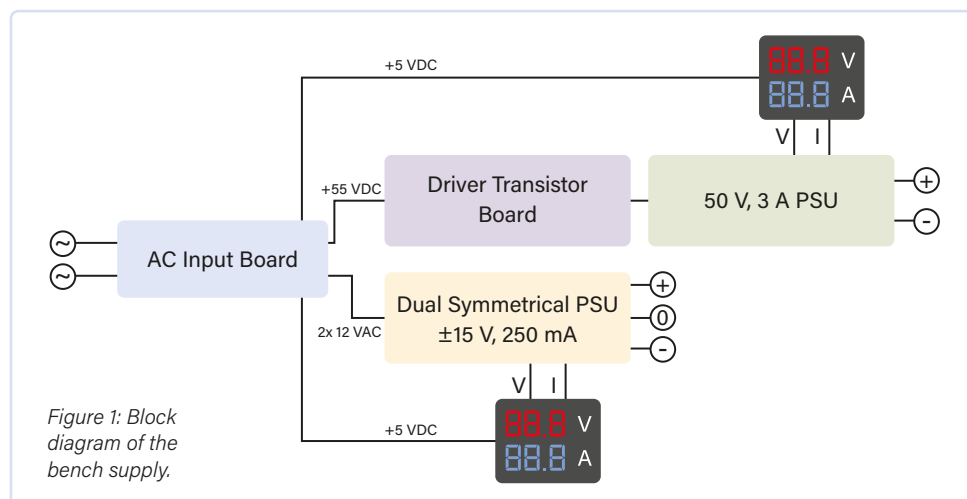 +5 VDC
88.8 V
88.8 A
V I
+55 VDC
Driver Transistor
Board
50 V, 3 A PSU
+
-
~
~
AC Input Board
2x 12 VAC
Dual Symmetrical PSU
±15 V, 250 mA
+
0
-
V I
88.8 V
88.8 A
+5 VDC
Figure 1: Block
diagram of the
bench supply.